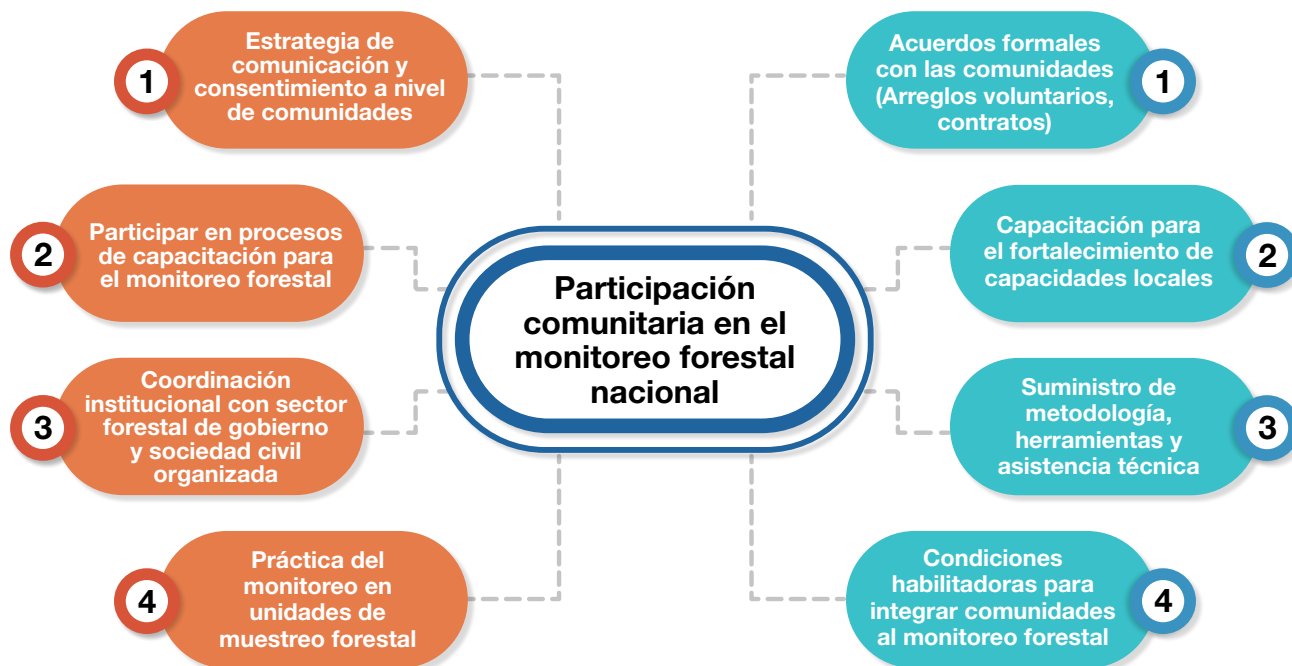 1
Estrategia de
comunicación y
consentimiento a nivel
de comunidades
2
Participar en procesos
de capacitación para
el monitoreo forestal
3
Coordinación
institucional con sector
forestal de gobierno
y sociedad civil
organizada
4
Práctica del
monitoreo en
unidades de
muestreo forestal
Participación
comunitaria en el
monitoreo forestal
nacional
Acuerdos formales
con las comunidades
(Arreglos voluntarios,
contratos)
1
Capacitación para
el fortalecimiento de
capacidades locales
2
Suministro de
metodología,
herramientas y
asistencia técnica
3
Condiciones
habilitadoras para
integrar comunidades
al monitoreo forestal
4